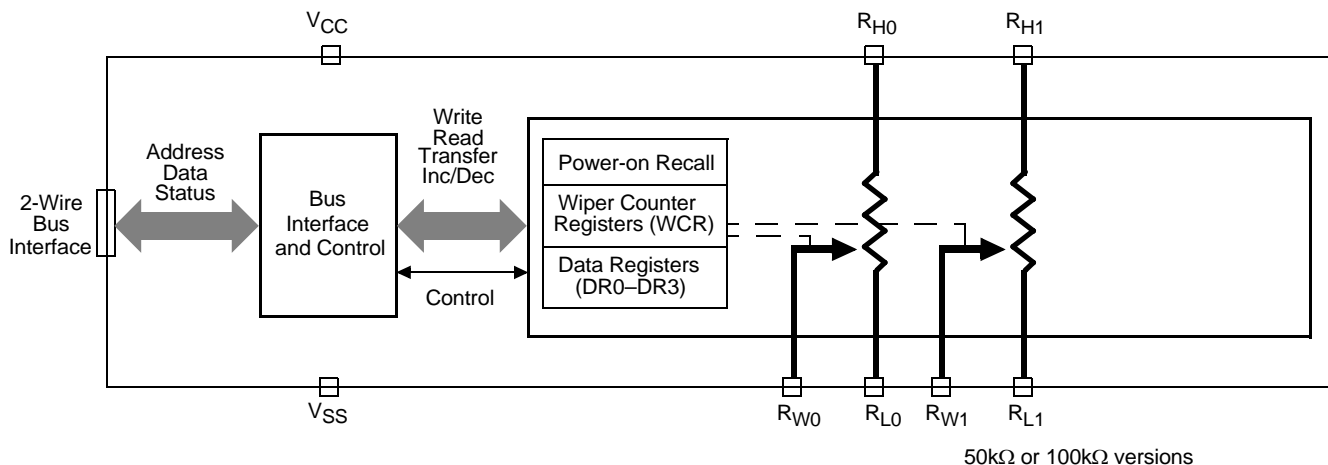 VCC
RH0
RH1
Address
Data
Status
2-Wire
Bus
Interface
Bus
Interface
and Control
Write
Read
Transfer
Inc/Dec
Control
Power-on Recall
Wiper Counter
Registers (WCR)
Data Registers
(DR0–DR3)
VSS
RW0
RL0
RW1
RL1
50kΩ or 100kΩ versions